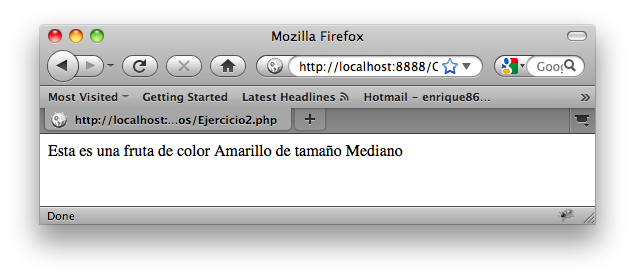 Mozilla Firefox
http://localhost:8888/C
Goog
Most Visited Getting Started Latest Headlines Hotmail - enrique86... »
http://localhost:...os/Ejercicio2.php +
Esta es una fruta de color Amarillo de tamaño Mediano
Done